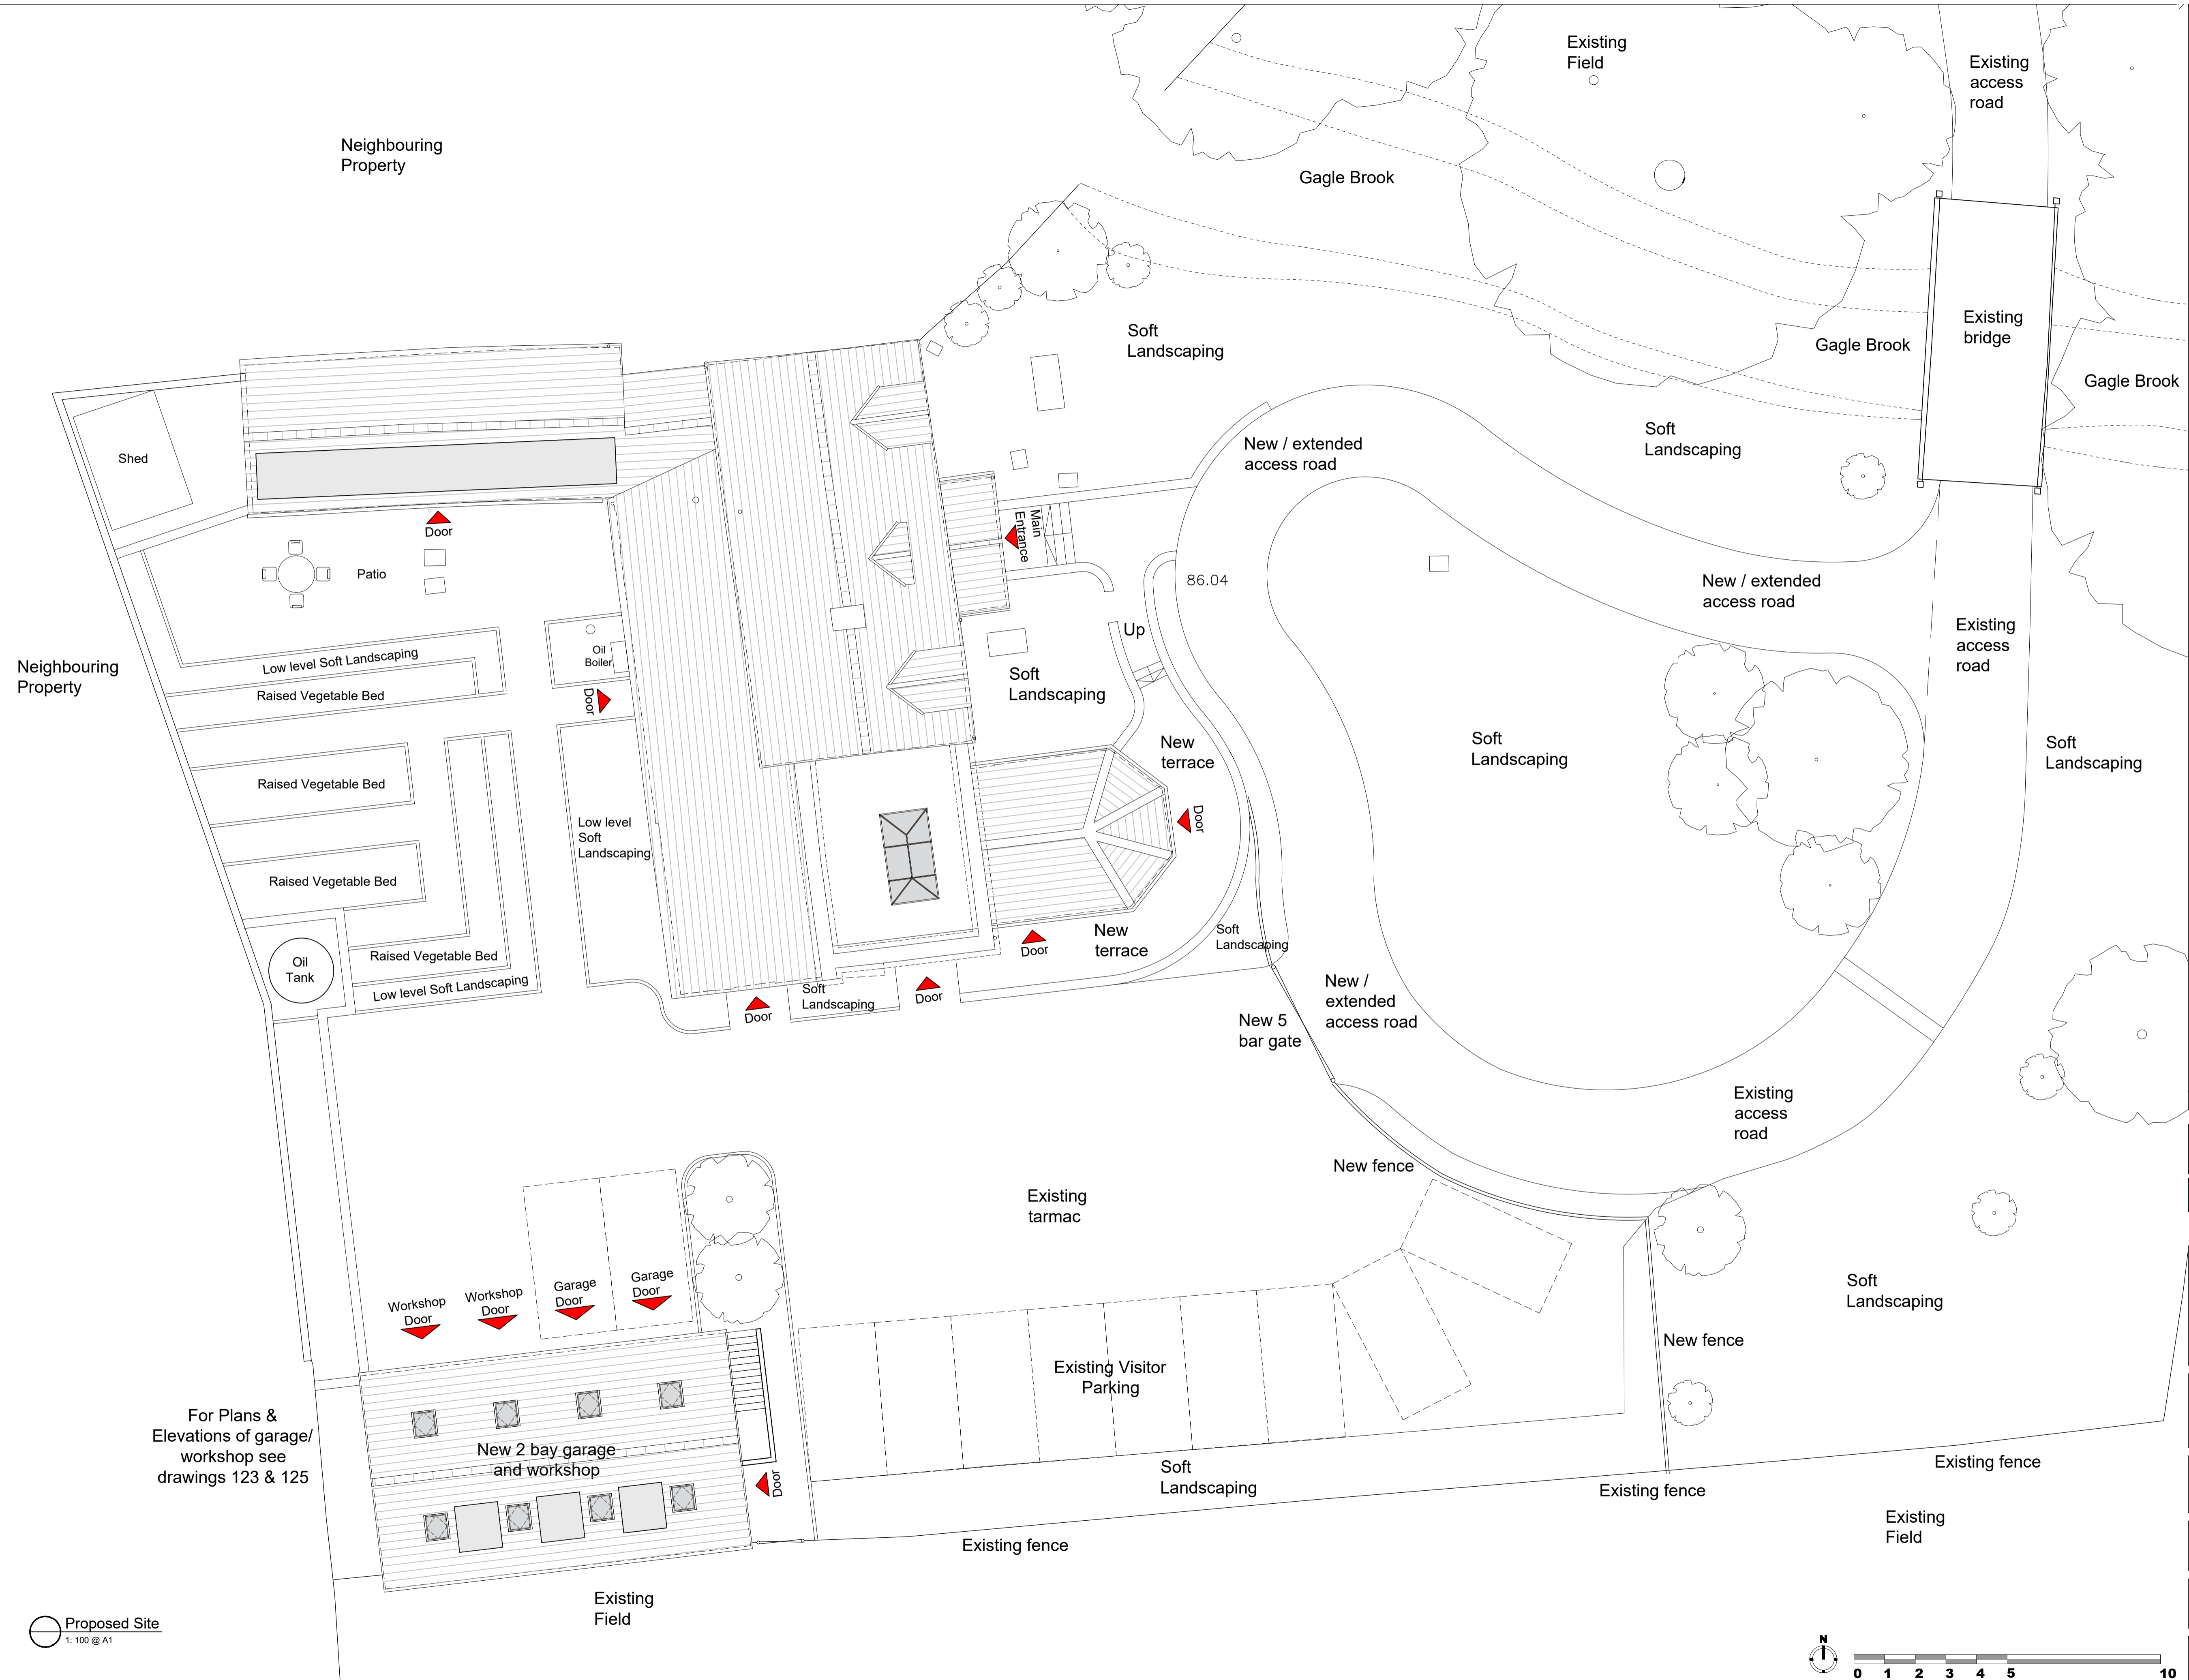 Existing
Field
Existing
access
road
Neighbouring
Property
Gagle Brook
Existing
bridge
Soft
Landscaping
Gagle Brook
Gagle Brook
Shed
New / extended
access road
Soft
Landscaping
Door
Main
Entrance
Patio
86.04
New / extended
access road
Up
Existing
access
road
Oil
Boiler
Low level Soft Landscaping
Neighbouring
Property
Raised Vegetable Bed
Door
Soft
Landscaping
New
terrace
Soft
Landscaping
Soft
Landscaping
Raised Vegetable Bed
Low level
Soft
Landscaping
Door
Raised Vegetable Bed
Soft
Landscaping
New
terrace
Door
Raised Vegetable Bed
Oil
Tank
Low level Soft Landscaping
Soft
Landscaping
Door
Door
New /
extended
access road
New 5
bar gate
Existing
access
road
New fence
Existing
tarmac
Workshop
Door
Workshop
Door
Garage
Door
Garage
Door
Soft
Landscaping
New fence
Existing Visitor
Parking
For Plans &
Elevations of garage/
workshop see
drawings 123 & 125
New 2 bay garage
and workshop
Door
Soft
Landscaping
Existing fence
Existing fence
Existing
Field
Existing fence
Existing
Field
Proposed Site
1: 100 @ A1
N
0 1 2 3 4 5 10